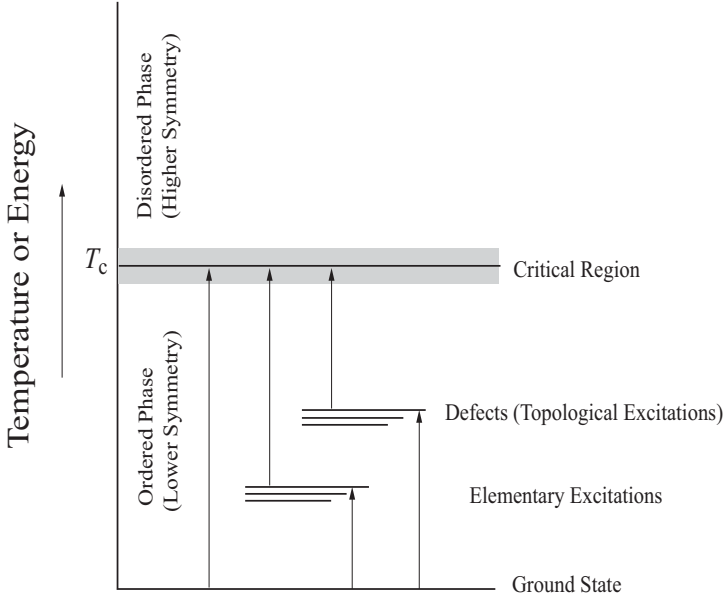 Temperature or Energy
Disordered Phase
(Higher Symmetry)
Tc
Critical Region
Ordered Phase
(Lower Symmetry)
Defects (Topological Excitations)
Elementary Excitations
Ground State